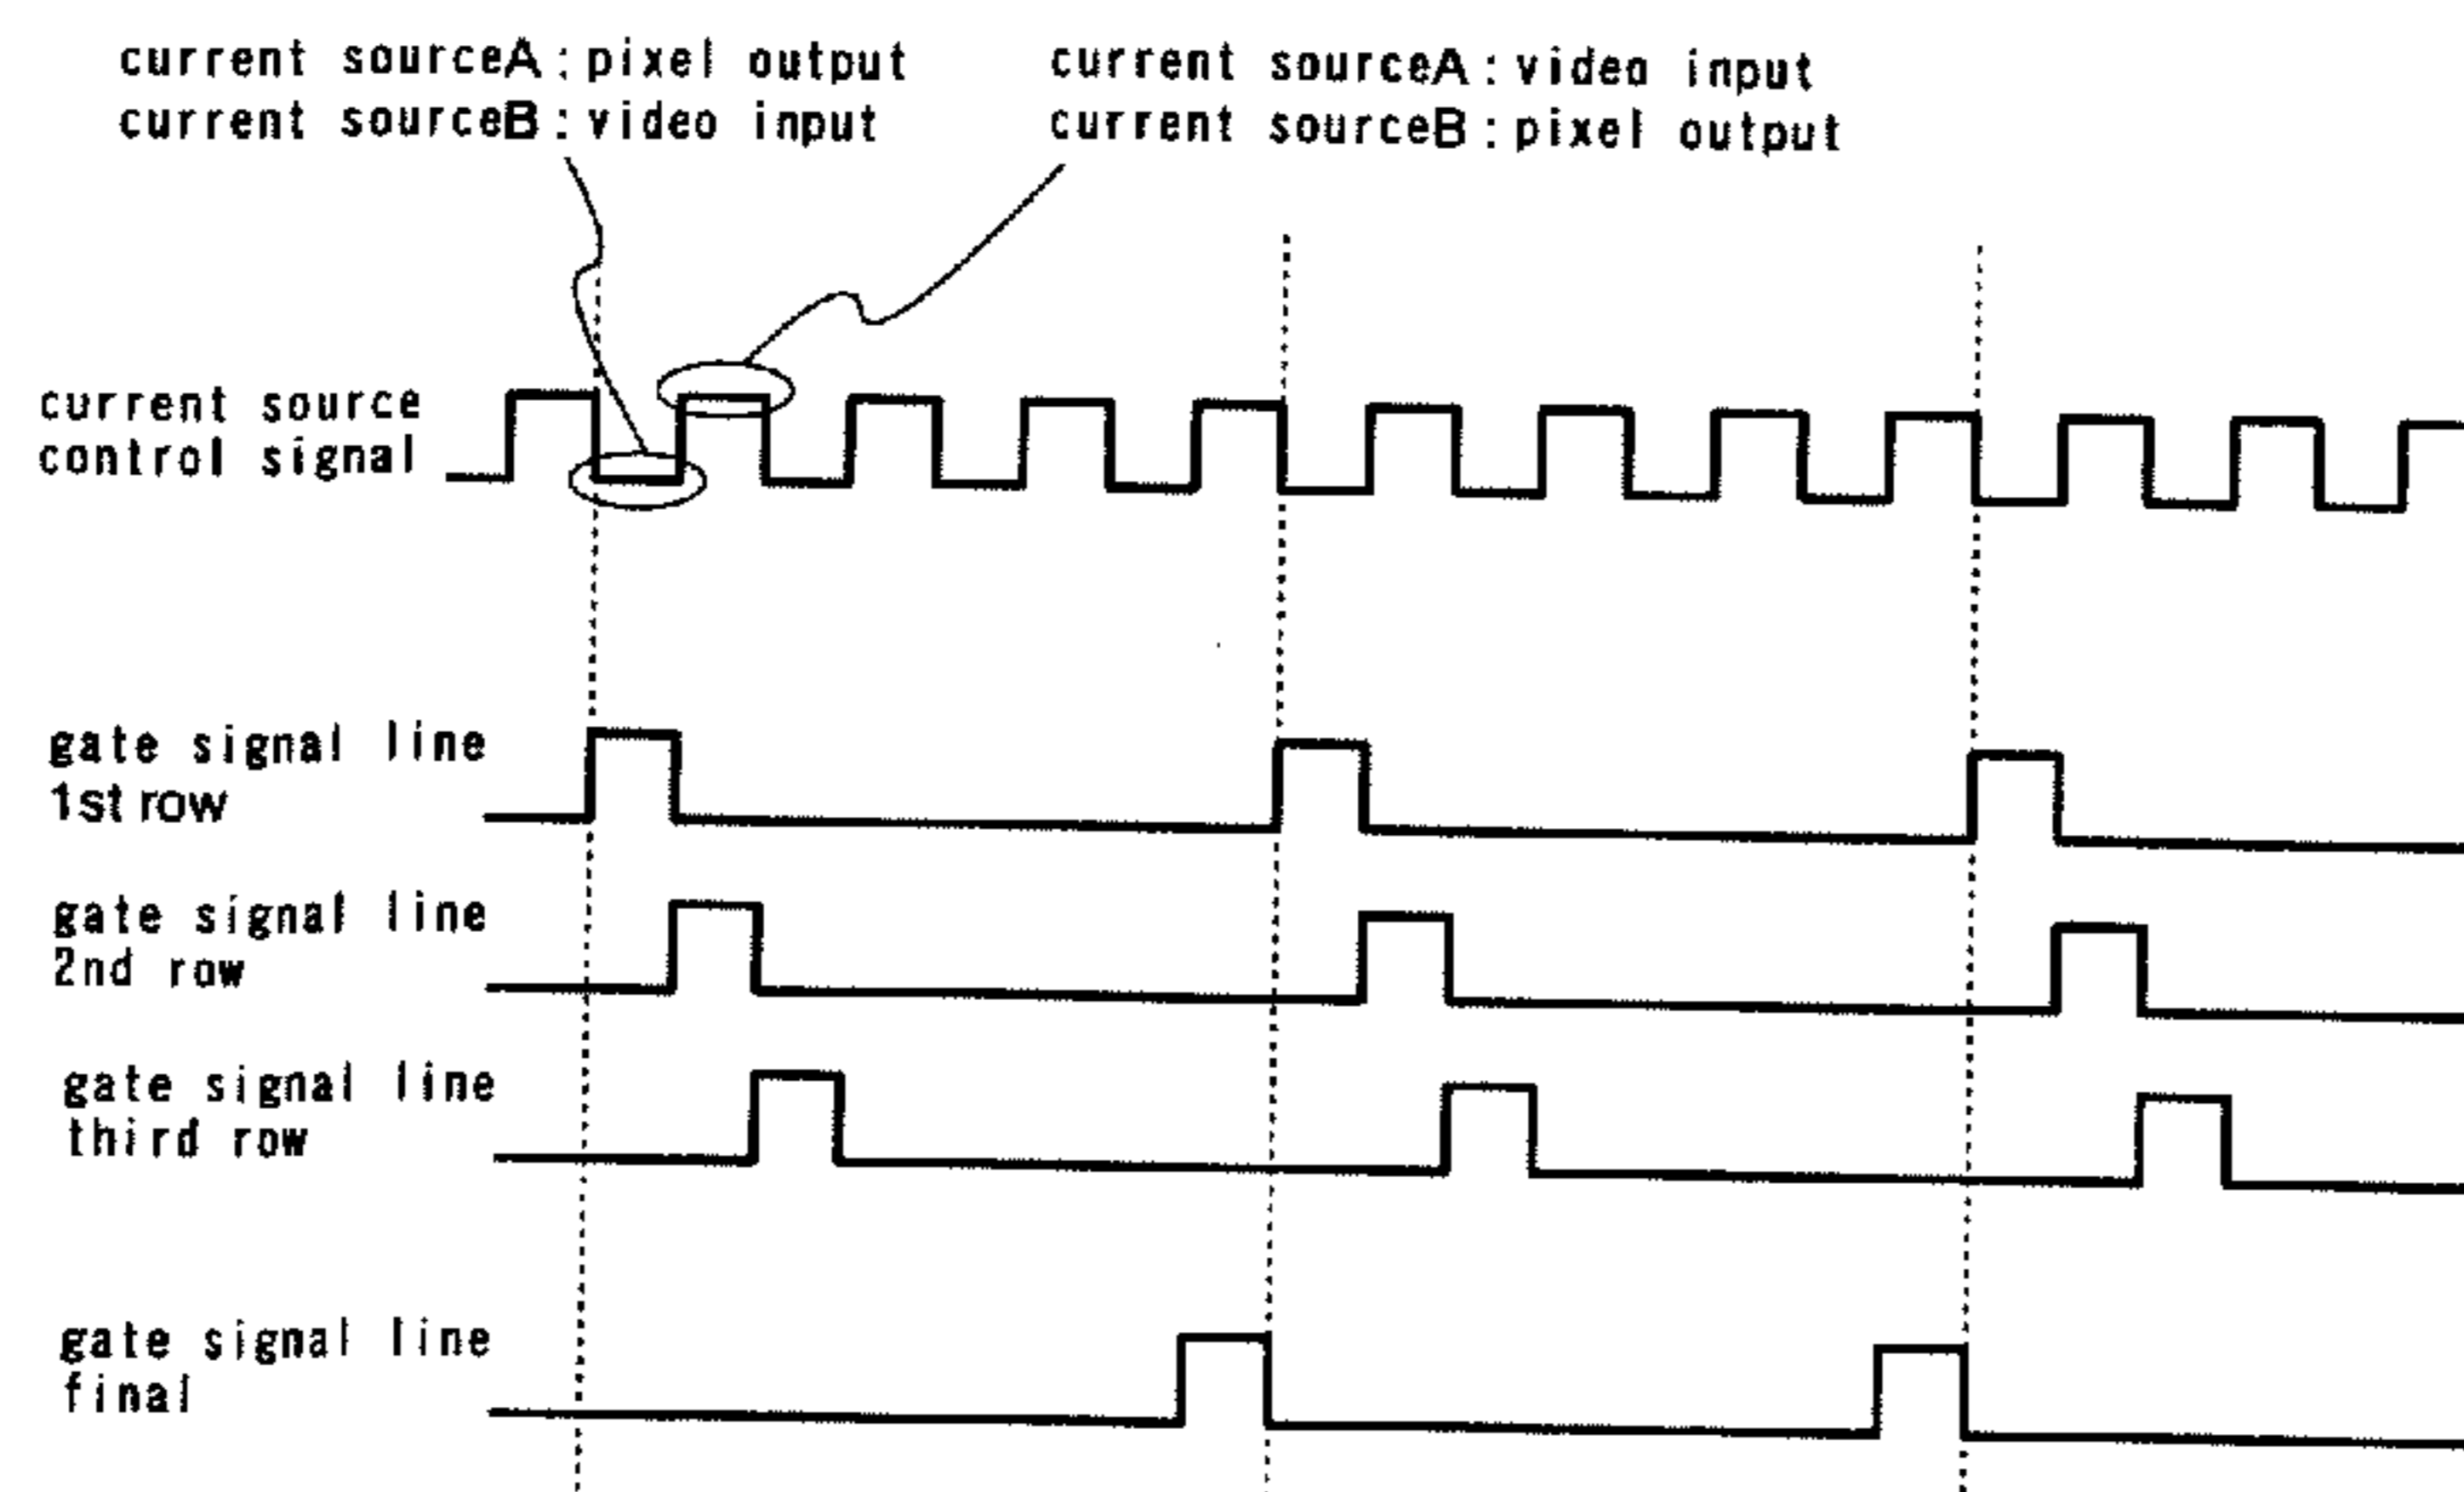 current sourceA:pixel output
current sourceB:video input
current sourceA:video input
current sourceB:pixel output
current source
control signal
gate signal line
1st row
gate signal line
2nd row
gate signal line
third row
gate signal line
final